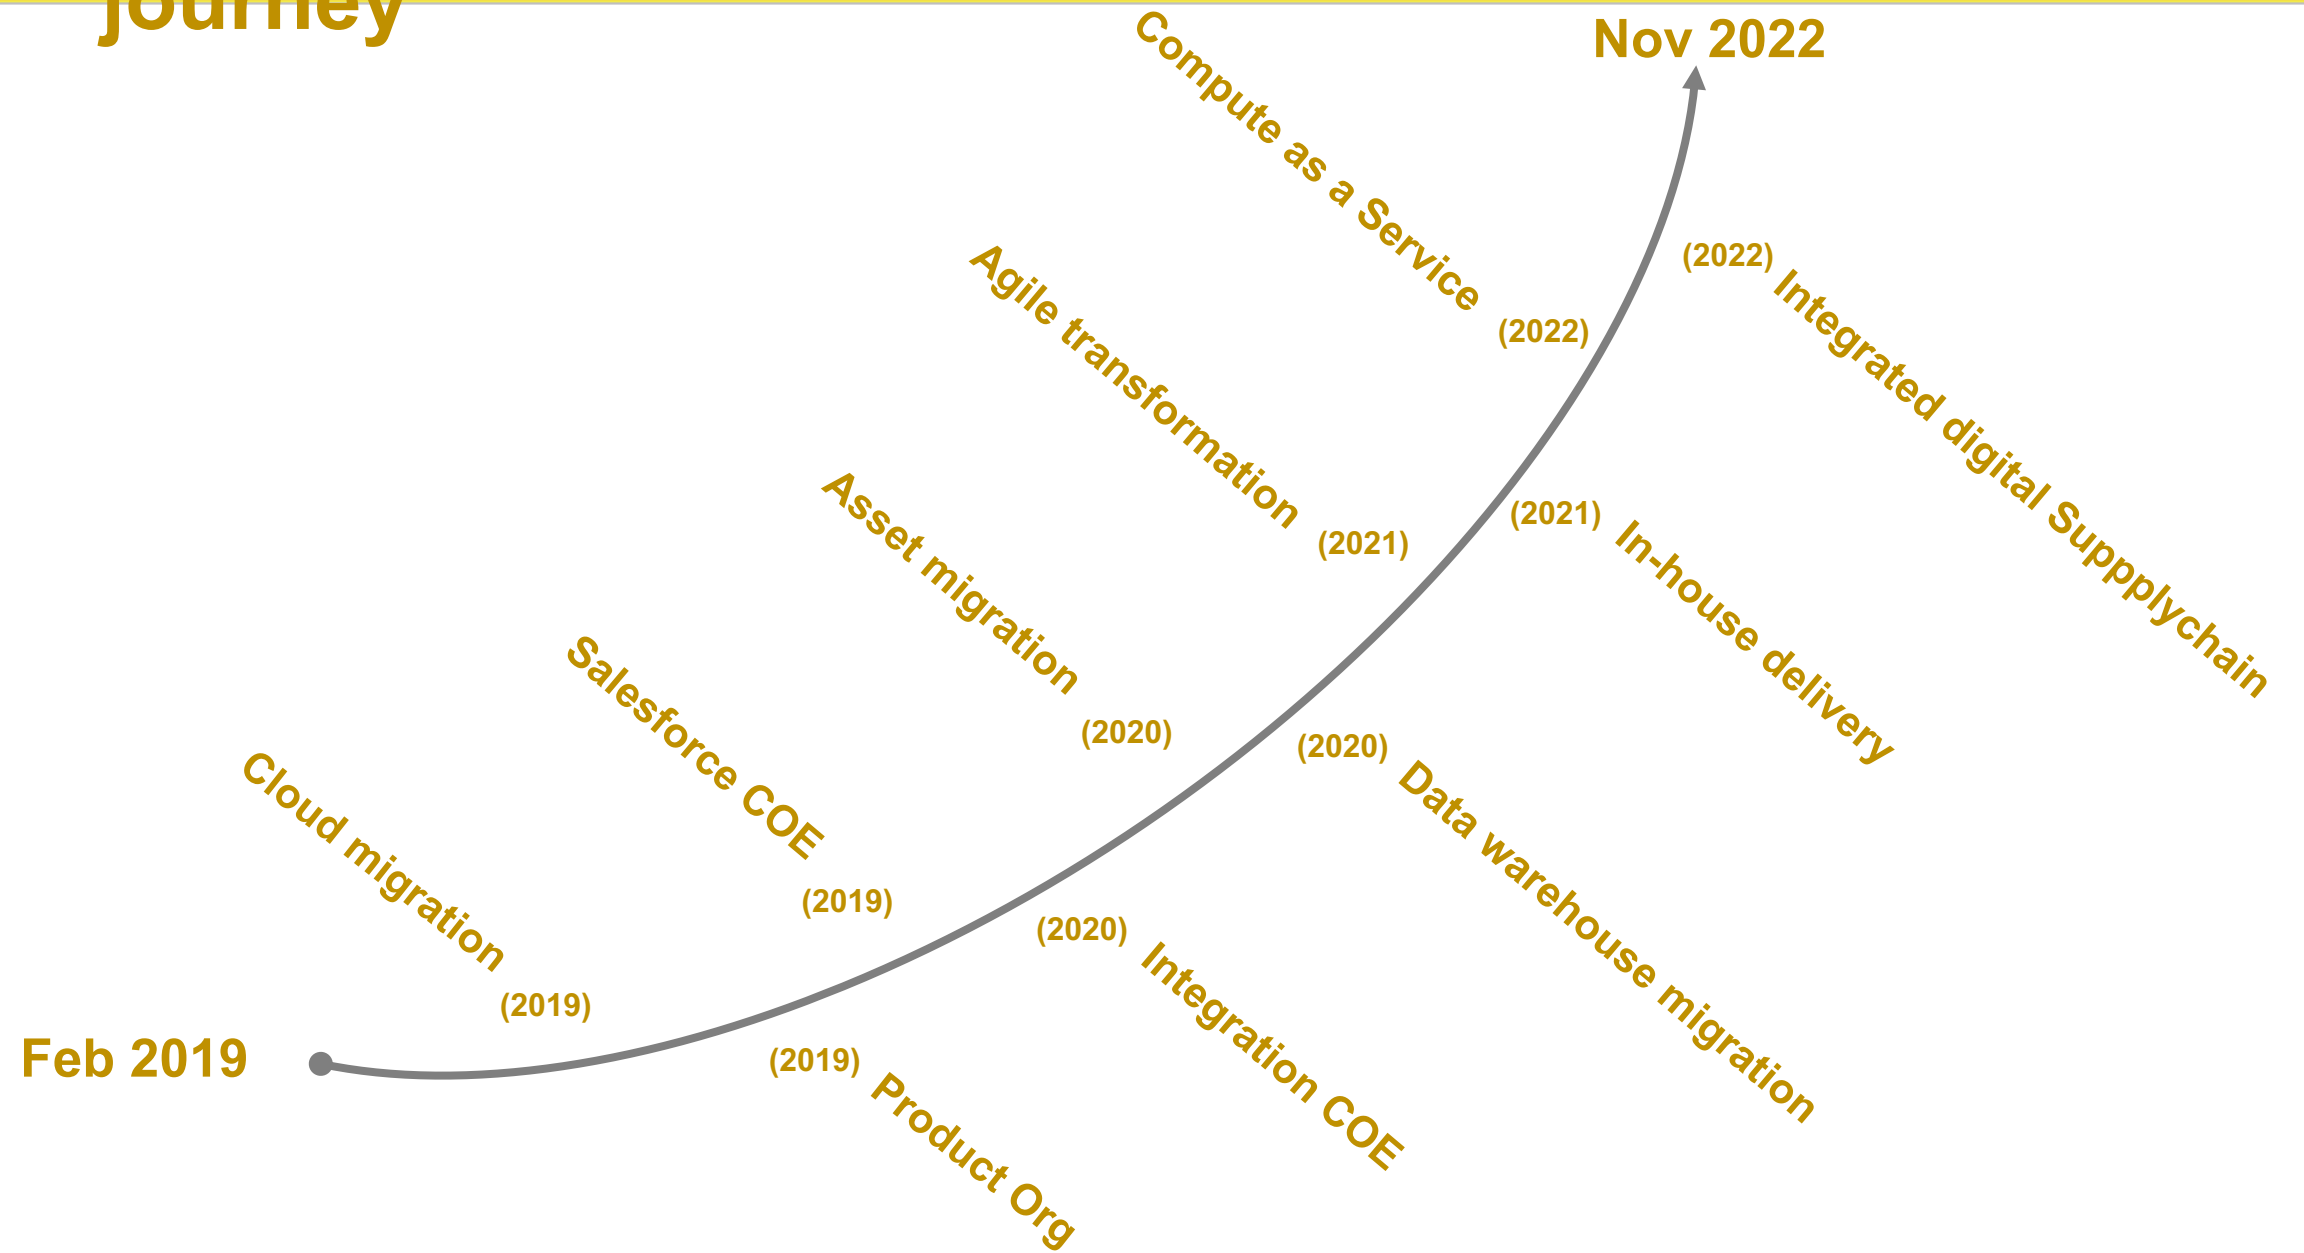 journey
Nov 2022
Compute as a Service
(2022)
(2022)
Integrated digital Suppplychain
Agile transformation
(2021)
(2021)
In-house delivery
Asset migration
(2020)
(2020)
Data warehouse migration
Salesforce COE
(2019)
(2020)
Integration COE
Cloud migration
(2019)
Feb 2019
(2019)
Product Org